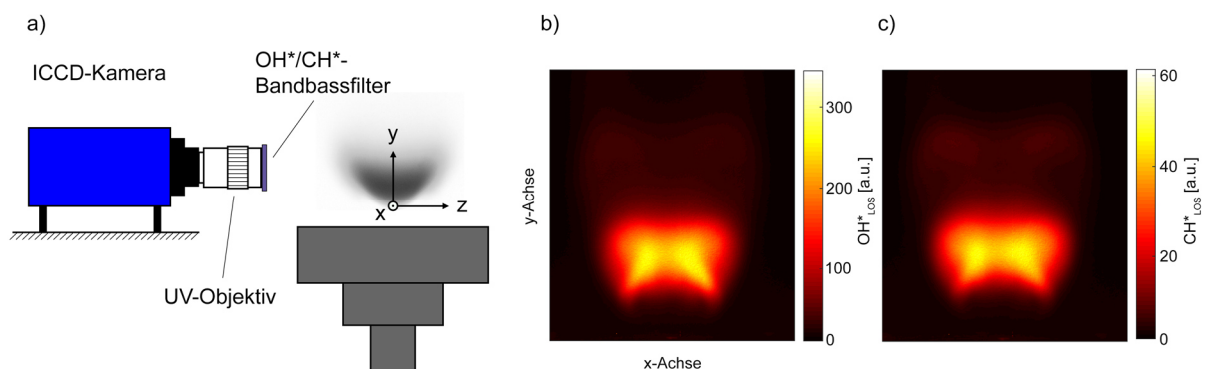 a)
ICCD-Kamera
OH*/CH*-
Bandbassfilter
y
x
z
UV-Objektiv
b)
y-Achse
x-Achse
300
200
100
0
OH*LOS [a.u.]
c)
60
40
20
0
CH*LOS [a.u.]